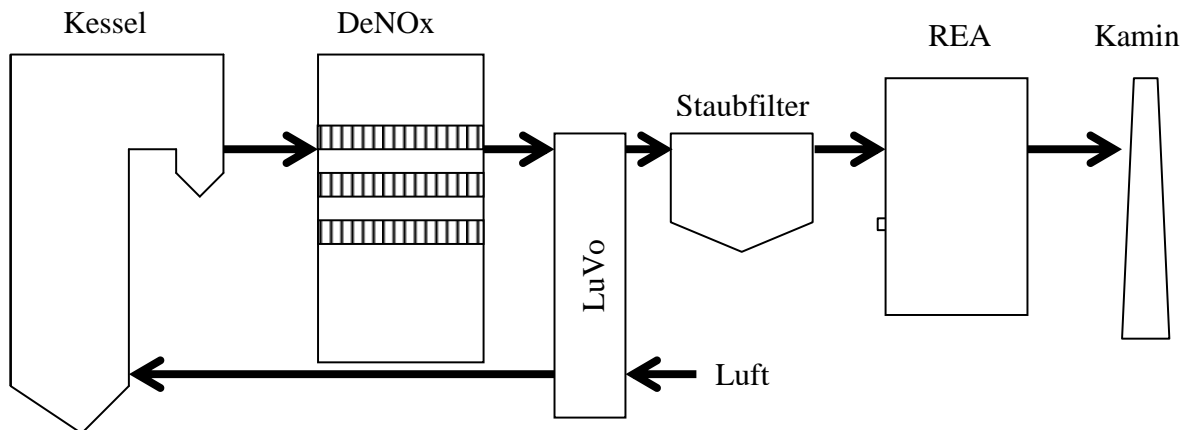 Kessel
DeNOx
REA
Kamin
Staubfilter
LuVo
Luft